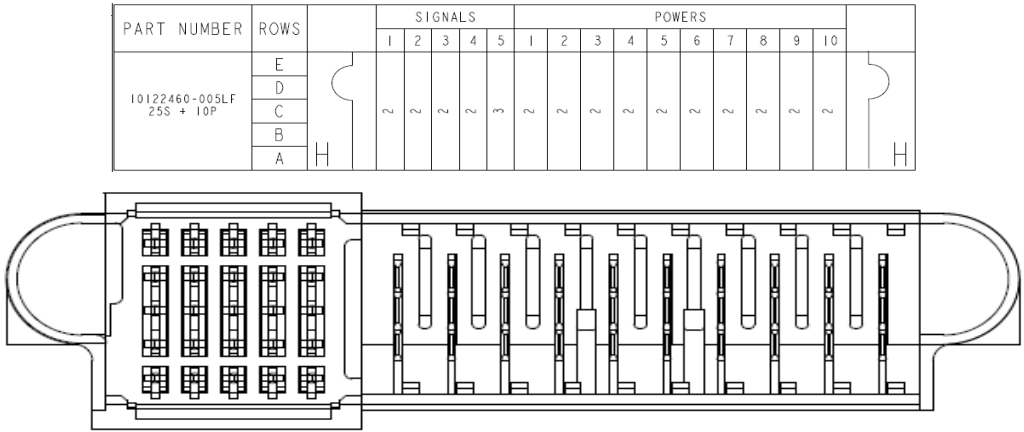 PART NUMBER ROWS SIGNALS POWERS
1 2 3 4 5 1 2 3 4 5 6 7 8 9 10
E
D
10122460-005LF
25S + 10P
C 2 2 2 2 3 2 2 2 2 2 2 2 2 2 2
B
A
H H